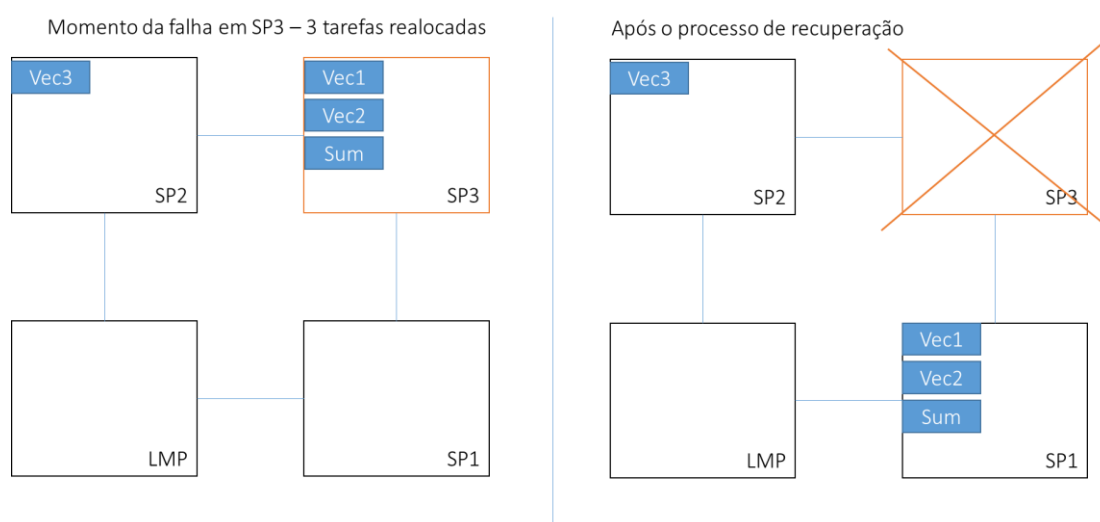 Momento da falha em SP3 – 3 tarefas realocadas
Vec3
SP2
Vec1
Vec2
Sum
SP3
LMP
SP1
Após o processo de recuperação
Vec3
SP2
SP3
LMP
Vec1
Vec2
Sum
SP1